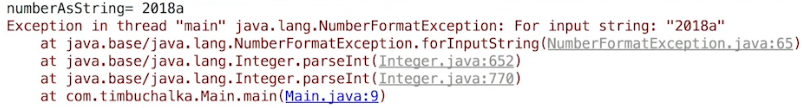 numberAsString= 2018a
Exception in thread "main" java.lang.NumberFormatException: For input string: "2018a"
at java.base/java.lang.NumberFormatException.forInputString(NumberFormatException.java:65)
at java.base/java.lang.Integer.parseInt(Integer.java:652)
at java.base/java.lang.Integer.parseInt(Integer.java:770)
at com.timbuchalka.Main.main(Main.java:9)